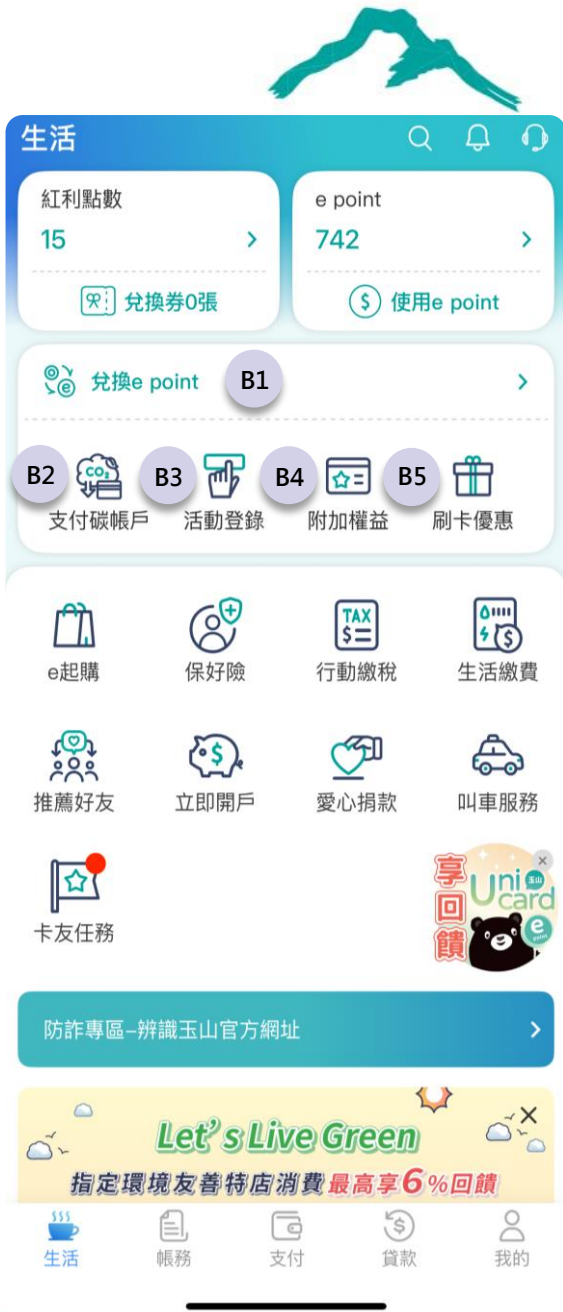 生活
紅利點數
e point
15
742
兌換券0張
使用e point
兌換e point B1
B2 B3 B4 B5
CO2
支付碳帳戶 活動登錄 附加權益 刷卡優惠
TAX
e起購 保好險 行動繳稅 生活繳費
推薦好友 立即開戶 愛心捐款 叫車服務
享回饋
Uni
玉山
card
e
point
卡友任務
防詐專區–辨識玉山官方網址
Let's Live Green
指定環境友善特店消費最高享6%回饋
生活 帳務 支付 貸款 我的